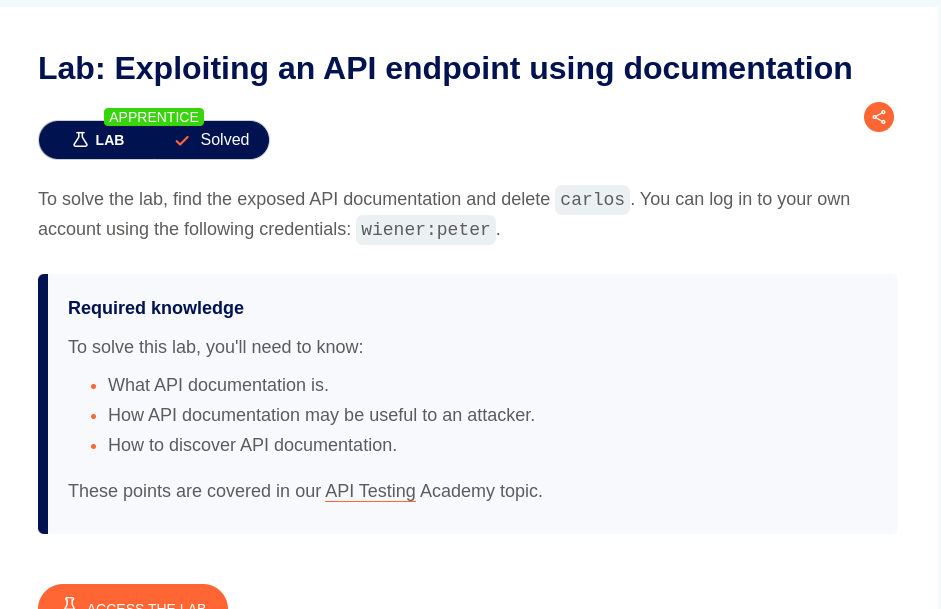 Lab: Exploiting an API endpoint using documentation
APPRENTICE
LAB Solved
To solve the lab, find the exposed API documentation and delete carlos. You can log in to your own
account using the following credentials: wiener:peter.
Required knowledge
To solve this lab, you'll need to know:
What API documentation is.
How API documentation may be useful to an attacker.
How to discover API documentation.
These points are covered in our API Testing Academy topic.
ACCESS THE LAB